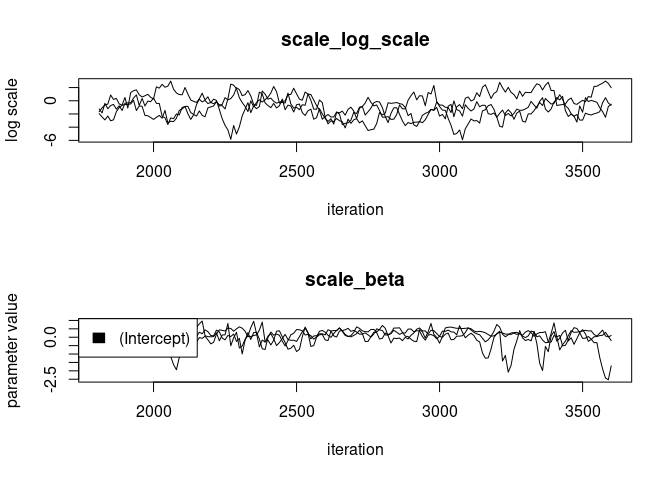 scale_log_scale
log scale
0
-6
2000 2500 3000 3500
iteration
scale_beta
parameter value
0.0
-2.5
(Intercept)
2000 2500 3000 3500
iteration